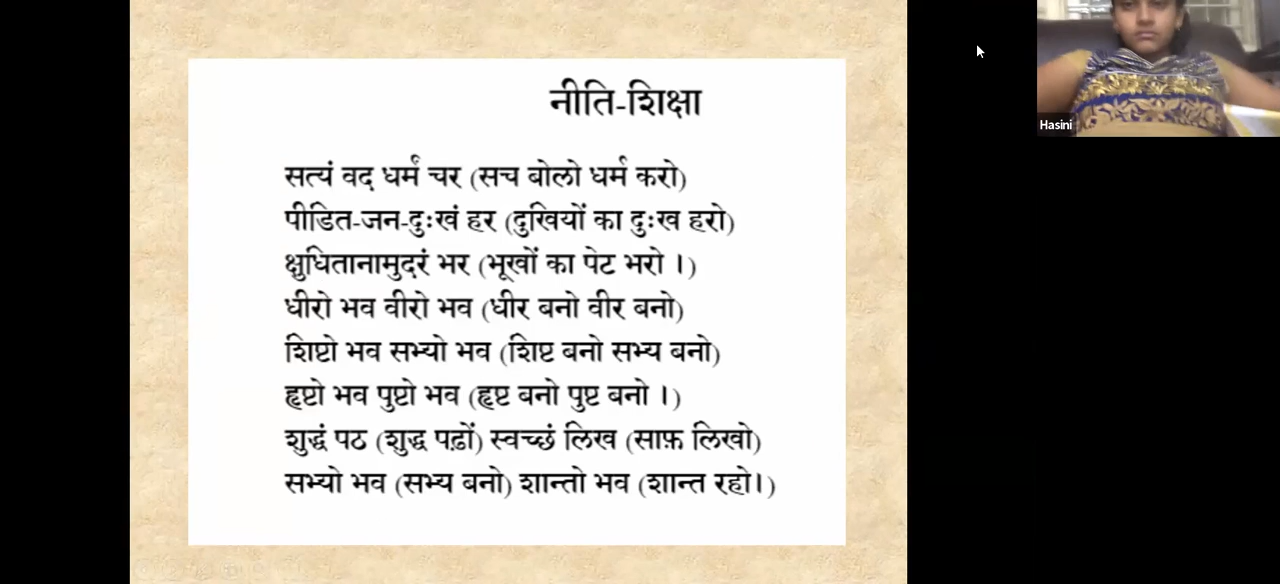 नीति-शिक्षा
सत्यं वद धर्मं चर (सच बोलो धर्म करो)
पीडित-जन-दुःखं हर (दुखियों का दुःख हरो)
क्षुधितानामुदरं भर (भूखों का पेट भरो ।)
धीरो भव वीरो भव (धीर बनो वीर बनो)
शिष्टो भव सभ्यो भव (शिष्ट बनो सभ्य बनो)
हृष्टो भव पुष्टो भव (हृष्ट बनो पुष्ट बनो ।)
शुद्धं पठ (शुद्ध पढ़ों) स्वच्छं लिख (साफ़ लिखो)
सभ्यो भव (सभ्य बनो) शान्तो भव (शान्त रहो।)
Hasini